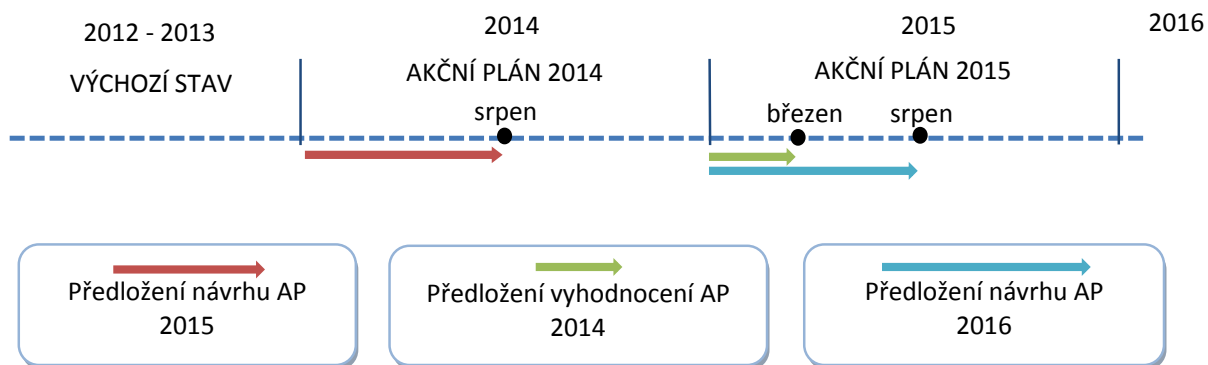 2012 - 2013
VÝCHOZÍ STAV
2014
AKČNÍ PLÁN 2014
srpen
2015
AKČNÍ PLÁN 2015
březen
srpen
2016
Předložení návrhu AP
2015
Předložení vyhodnocení AP
2014
Předložení návrhu AP
2016